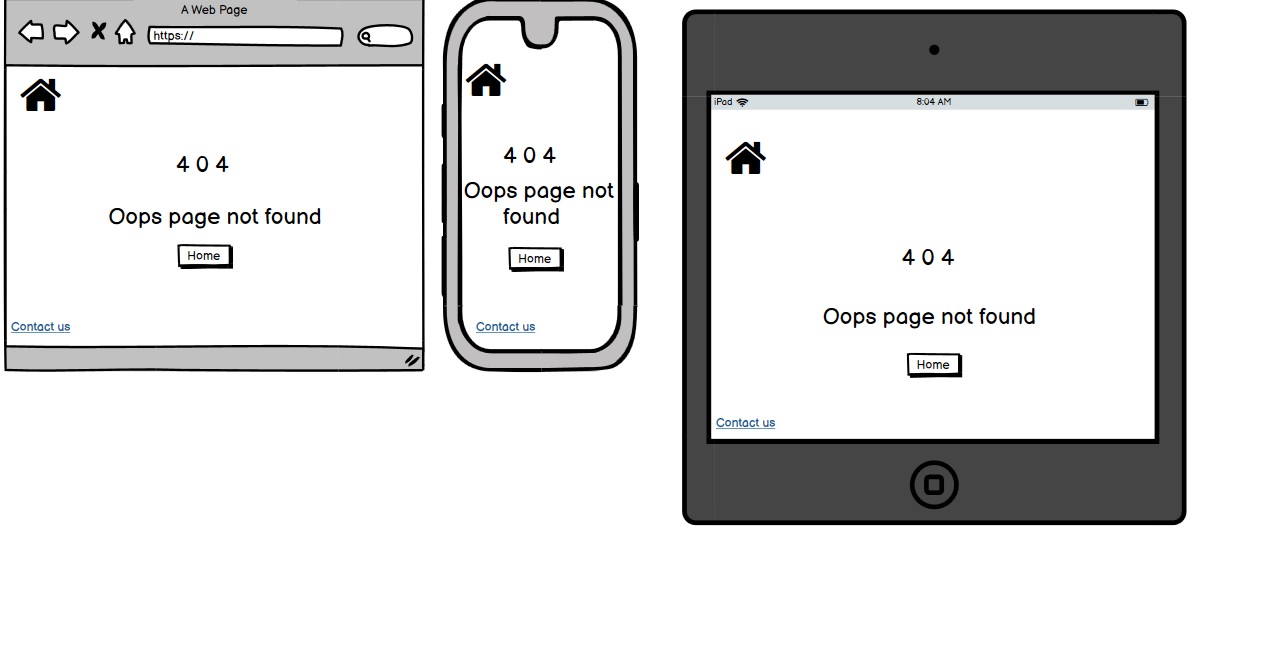 A Web Page
https://
4 0 4
Oops page not found
Home
Contact us
4 0 4
Oops page not
found
Home
Contact us
iPad 8:04 AM
4 0 4
Oops page not found
Home
Contact us